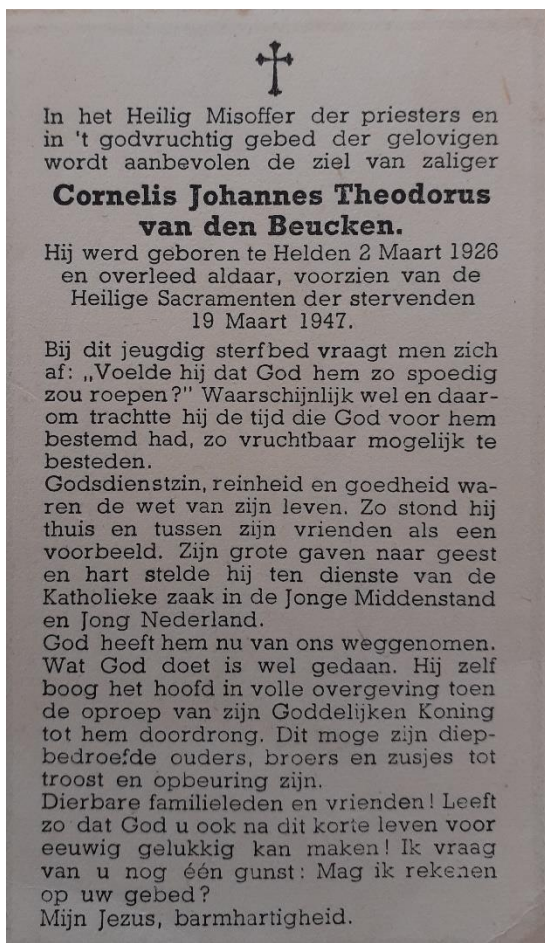 In het Heilig Misoffer der priesters en
in 't godvruchtig gebed der gelovigen
wordt aanbevolen de ziel van zaliger
Cornelis Johannes Theodorus
van den Beucken.
Hij werd geboren te Helden 2 Maart 1926
en overleed aldaar, voorzien van de
Heilige Sacramenten der stervenden
19 Maart 1947.
Bij dit jeugdig sterfbed vraagt men zich
af: „Voelde hij dat God hem zo spoedig
zou roepen?" Waarschijnlijk wel en daar-
om trachtte hij de tijd die God voor hem
bestemd had, zo vruchtbaar mogelijk te
besteden.
Godsdienstzin, reinheid en goedheid wa-
ren de wet van zijn leven. Zo stond hij
thuis en tussen zijn vrienden als een
voorbeeld. Zijn grote gaven naar geest
en hart stelde hij ten dienste van de
Katholieke zaak in de Jonge Middenstand
en Jong Nederland.
God heeft hem nu van ons weggenomen.
Wat God doet is wel gedaan. Hij zelf
boog het hoofd in volle overgeving toen
de oproep van zijn Goddelijken Koning
tot hem doordrong. Dit moge zijn diep-
bedroefde ouders, broers en zusjes tot
troost en opbeuring zijn.
Dierbare familieleden en vrienden! Leeft
zo dat God u ook na dit korte leven voor
eeuwig gelukkig kan maken! Ik vraag
van u nog één gunst: Mag ik rekenen
op uw gebed?
Mijn Jezus, barmhartigheid.